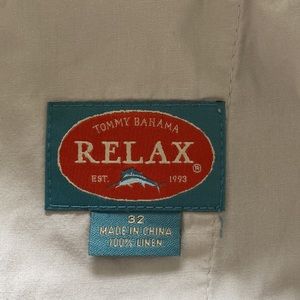 TOMMY BAHAMA
RELAX®
EST. 1993
32
MADE IN CHINA
100% LINEN